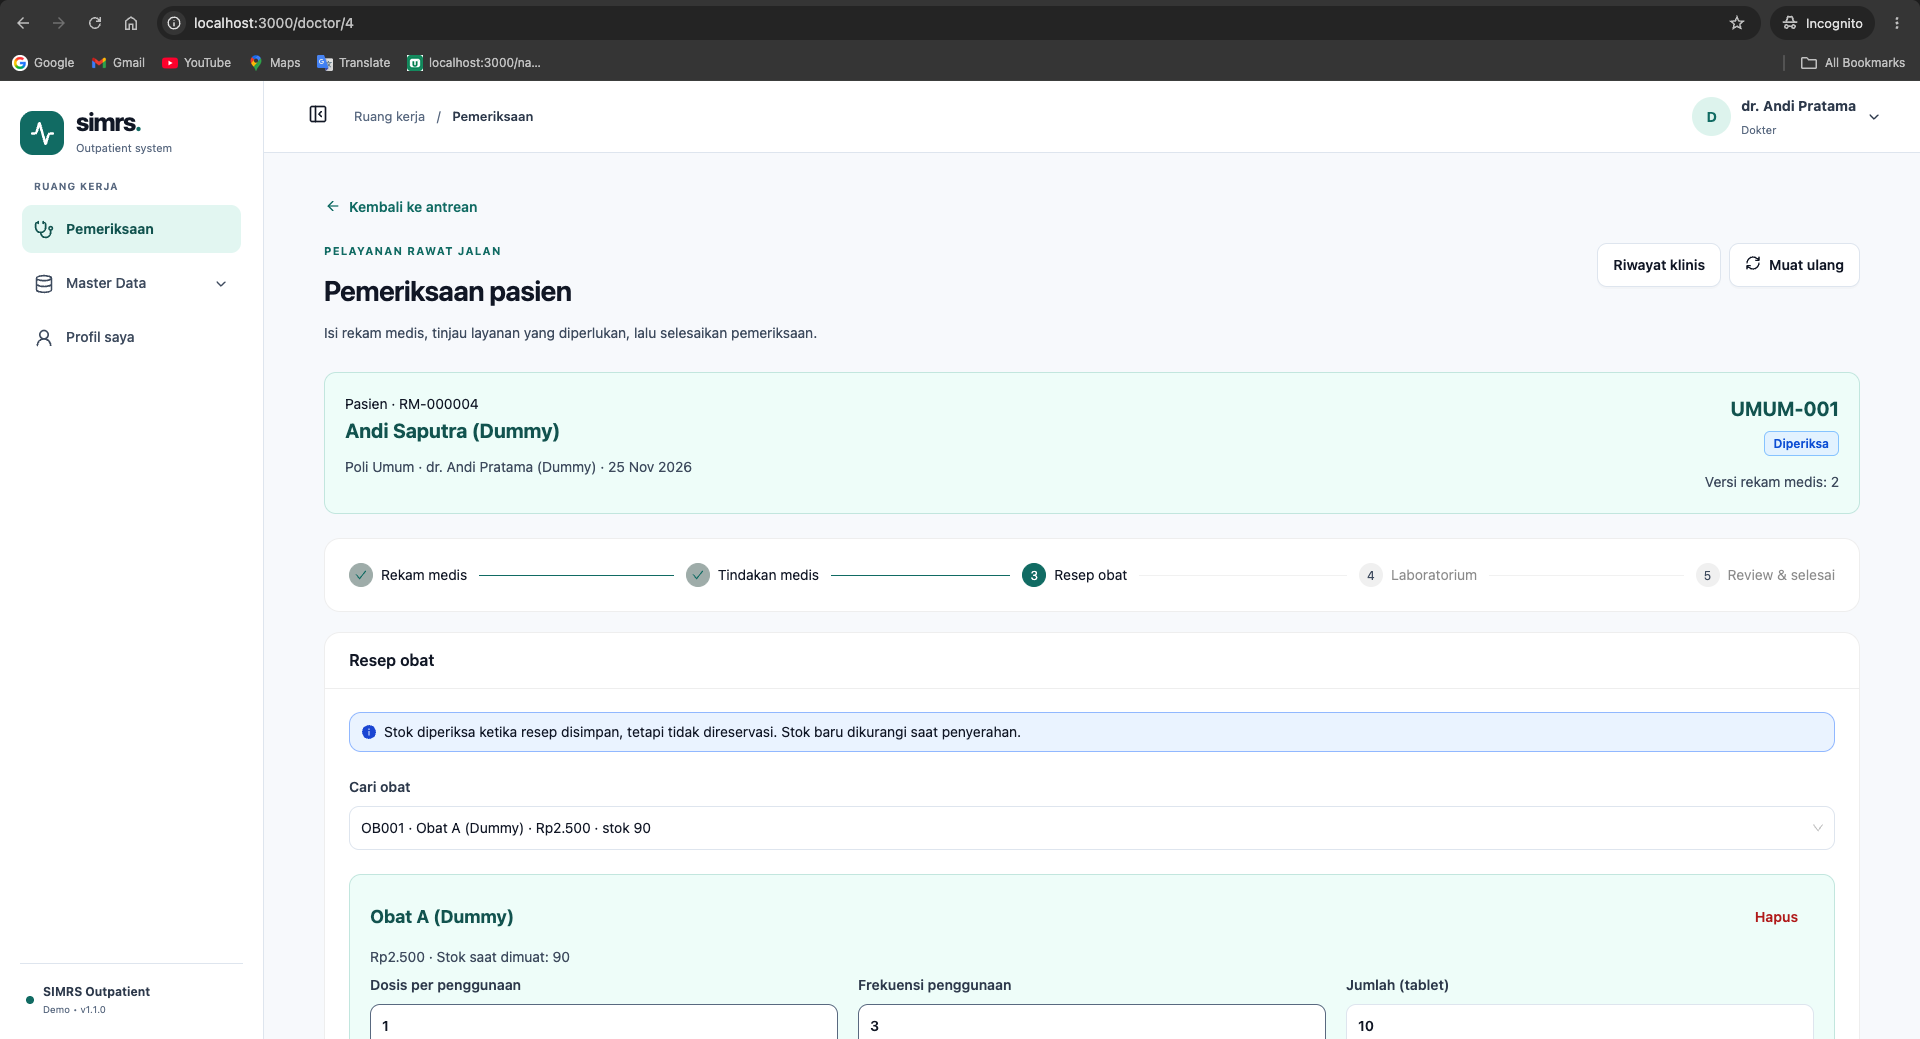 localhost:3000/doctor/4
Incognito
Google
Gmail
YouTube
Maps
Translate
localhost:3000/na...
All Bookmarks
simrs.
Outpatient system
RUANG KERJA
Pemeriksaan
Master Data
Profil saya
SIMRS Outpatient
Demo • v1.1.0
Ruang kerja / Pemeriksaan
D
dr. Andi Pratama
Dokter
Kembali ke antrean
PELAYANAN RAWAT JALAN
Pemeriksaan pasien
Isi rekam medis, tinjau layanan yang diperlukan, lalu selesaikan pemeriksaan.
Riwayat klinis
Muat ulang
Pasien · RM-000004
Andi Saputra (Dummy)
Poli Umum · dr. Andi Pratama (Dummy) · 25 Nov 2026
UMUM-001
Diperiksa
Versi rekam medis: 2
Rekam medis
Tindakan medis
3 Resep obat
4 Laboratorium
5 Review & selesai
Resep obat
Stok diperiksa ketika resep disimpan, tetapi tidak direservasi. Stok baru dikurangi saat penyerahan.
Cari obat
OB001 · Obat A (Dummy) · Rp2.500 · stok 90
Obat A (Dummy)
Hapus
Rp2.500 · Stok saat dimuat: 90
Dosis per penggunaan
Frekuensi penggunaan
Jumlah (tablet)
1
3
10